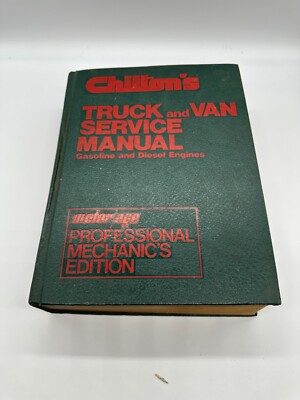 Chilton's
TRUCK and VAN
SERVICE
MANUAL
Gasoline and Diesel Engines
motor age
PROFESSIONAL
MECHANIC'S
EDITION